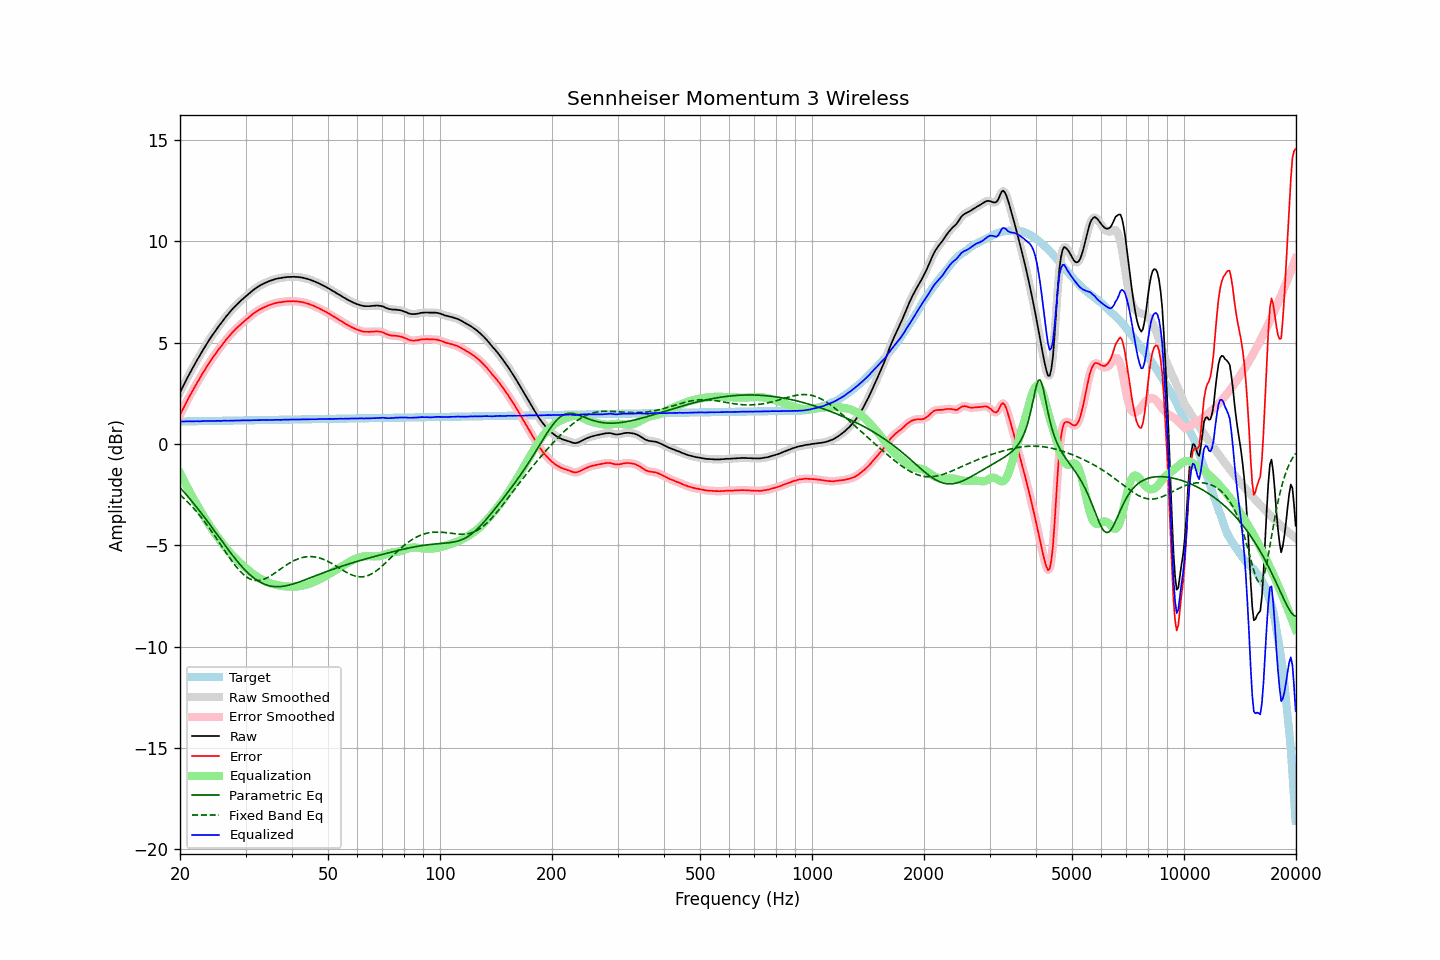 Sennheiser Momentum 3 Wireless
Amplitude (dBr)
15
10
5
0
−5
−10
−15
−20
Target
Raw Smoothed
Error Smoothed
Raw
Error
Equalization
Parametric Eq
Fixed Band Eq
Equalized
20 50 100 200 500 1000 2000 5000 10000 20000
Frequency (Hz)